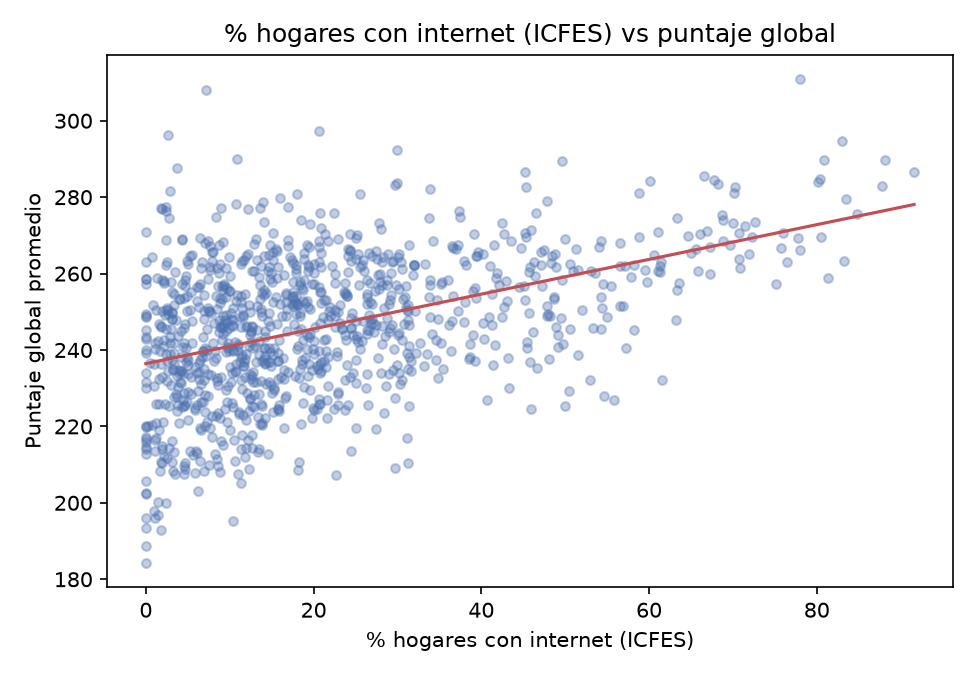 % hogares con internet (ICFES) vs puntaje global
Puntaje global promedio
300
280
260
240
220
200
180
0 20 40 60 80
% hogares con internet (ICFES)